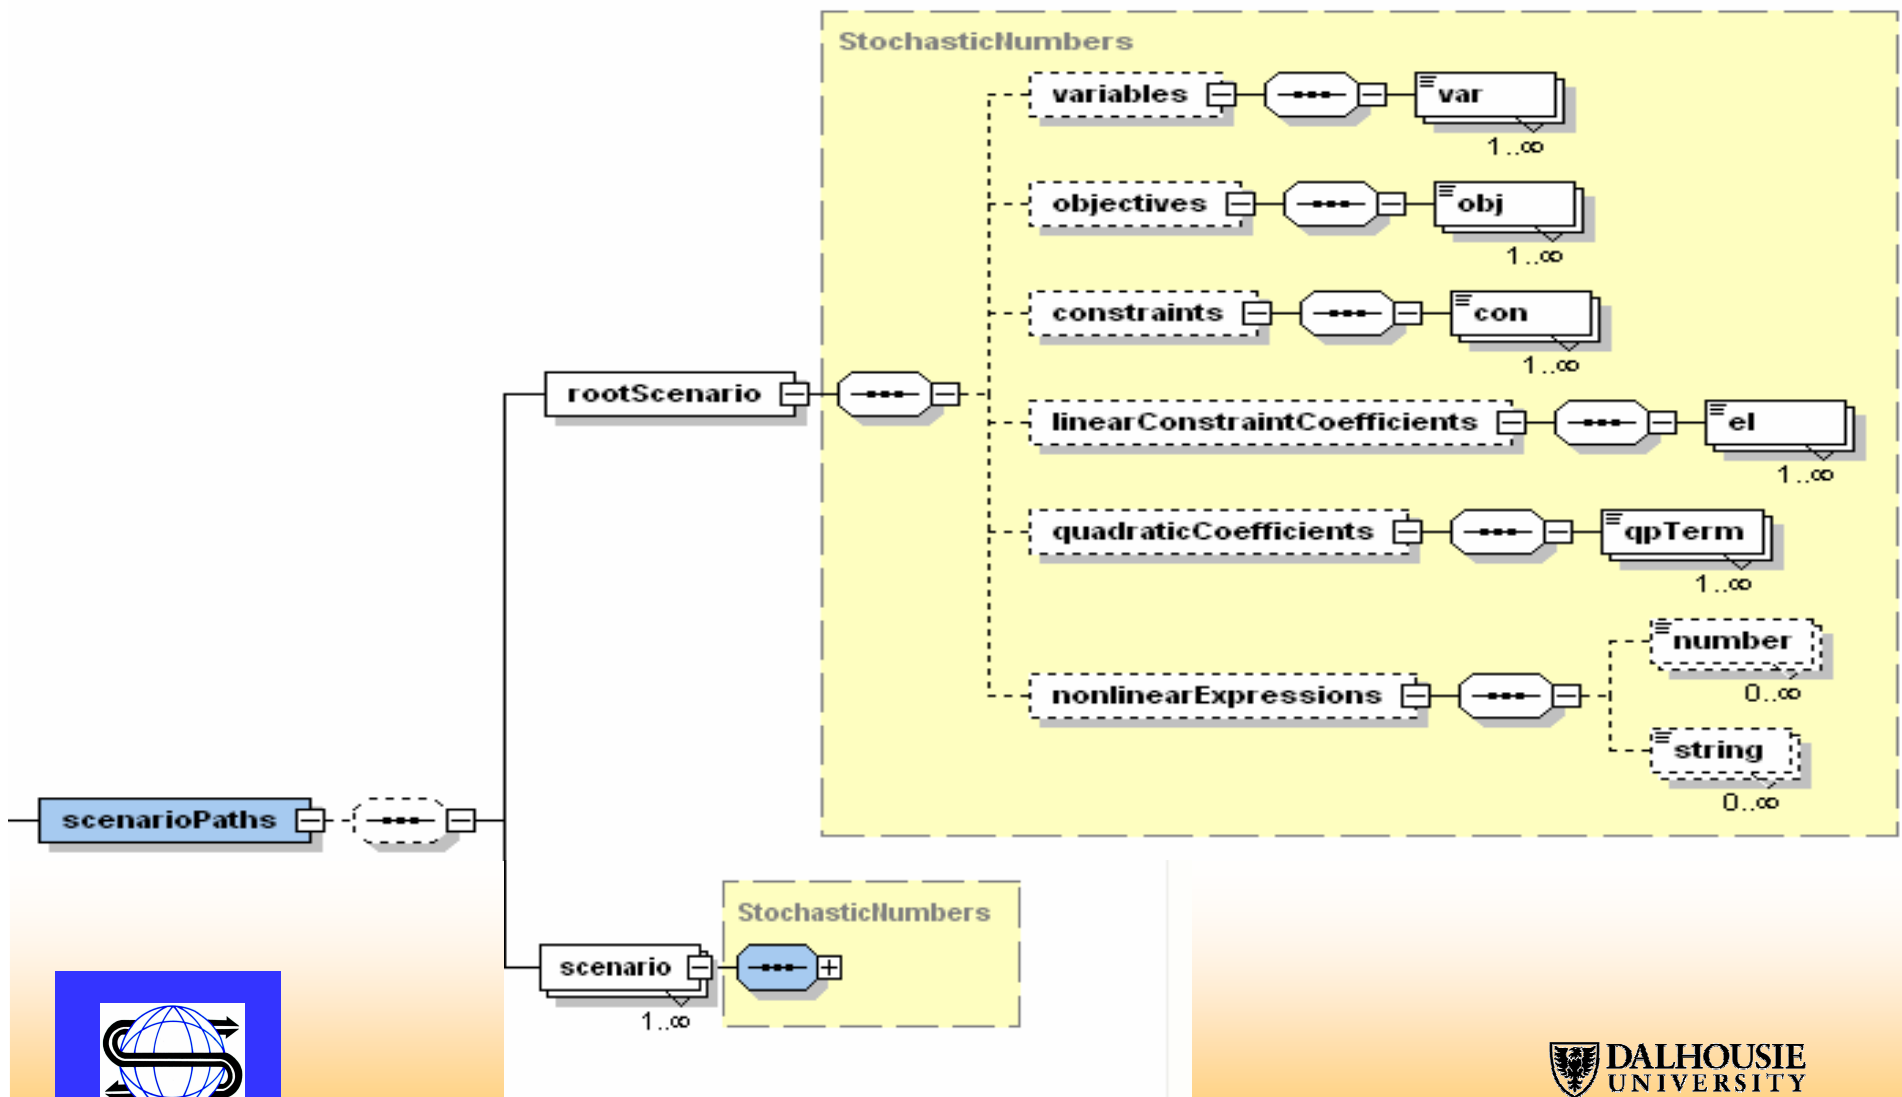 StochasticNumbers
variables
var
1..∞
objectives
obj
1..∞
constraints
con
1..∞
rootScenario
linearConstraintCoefficients
el
1..∞
quadraticCoefficients
qpTerm
1..∞
nonlinearExpressions
number
0..∞
string
0..∞
scenarioPaths
StochasticNumbers
scenario
1..∞
DALHOUSIE
UNIVERSITY